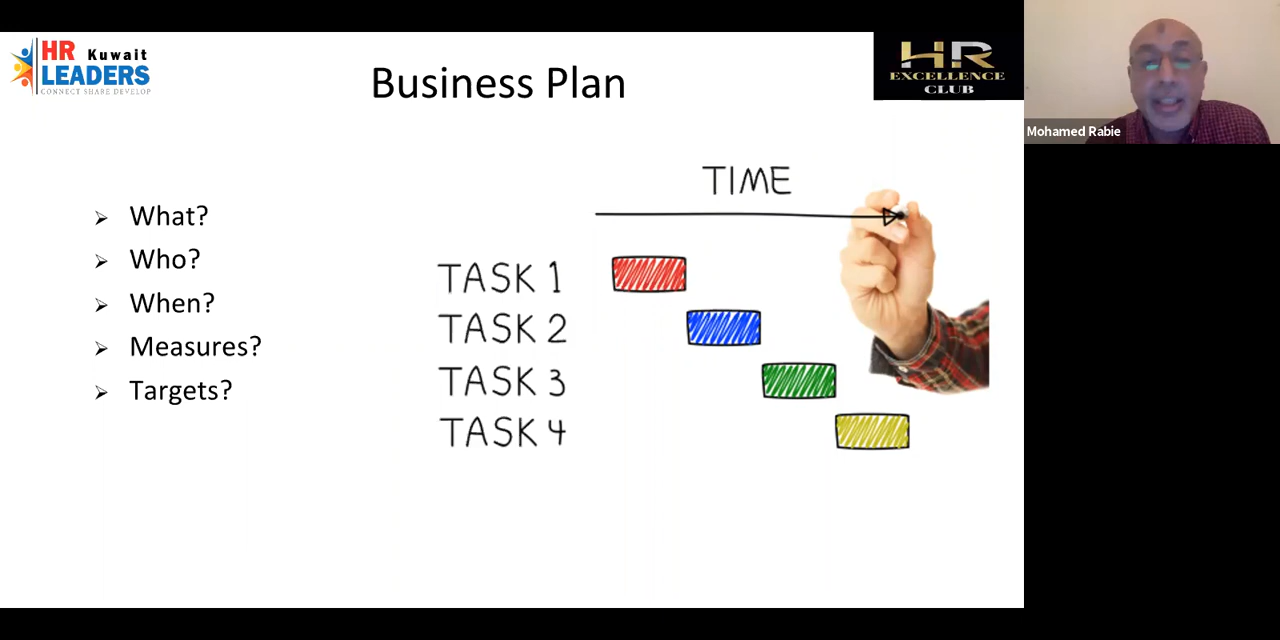 HR Kuwait
LEADERS
CONNECT SHARE DEVELOP
Business Plan
HR
EXCELLENCE
CLUB
Mohamed Rabie
What?
Who?
When?
Measures?
Targets?
TIME
TASK 1
TASK 2
TASK 3
TASK 4